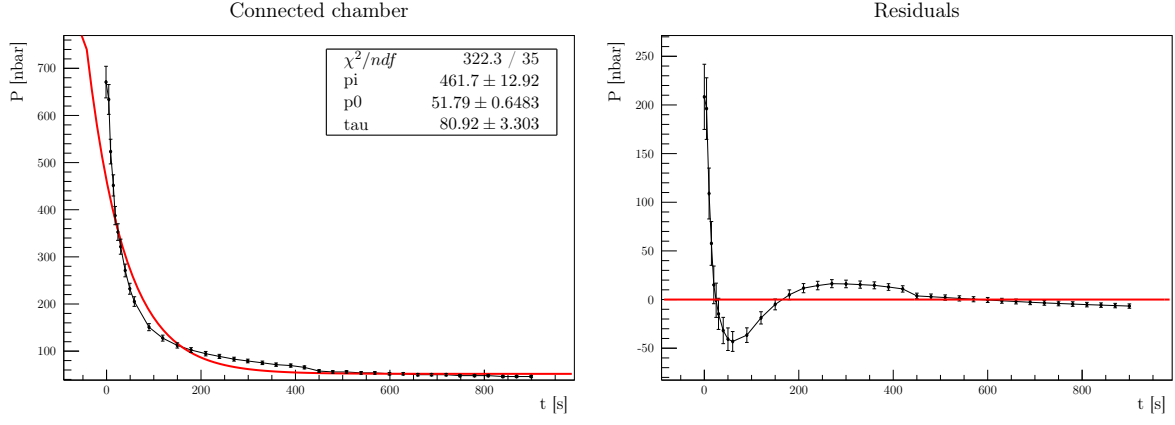 Connected chamber
P [nbar]
χ²/ndf 322.3 / 35
pi 461.7 ± 12.92
p0 51.79 ± 0.6483
tau 80.92 ± 3.303
700
600
500
400
300
200
100
0 200 400 600 800
t [s]
Residuals
P [nbar]
250
200
150
100
50
0
-50
0 200 400 600 800
t [s]